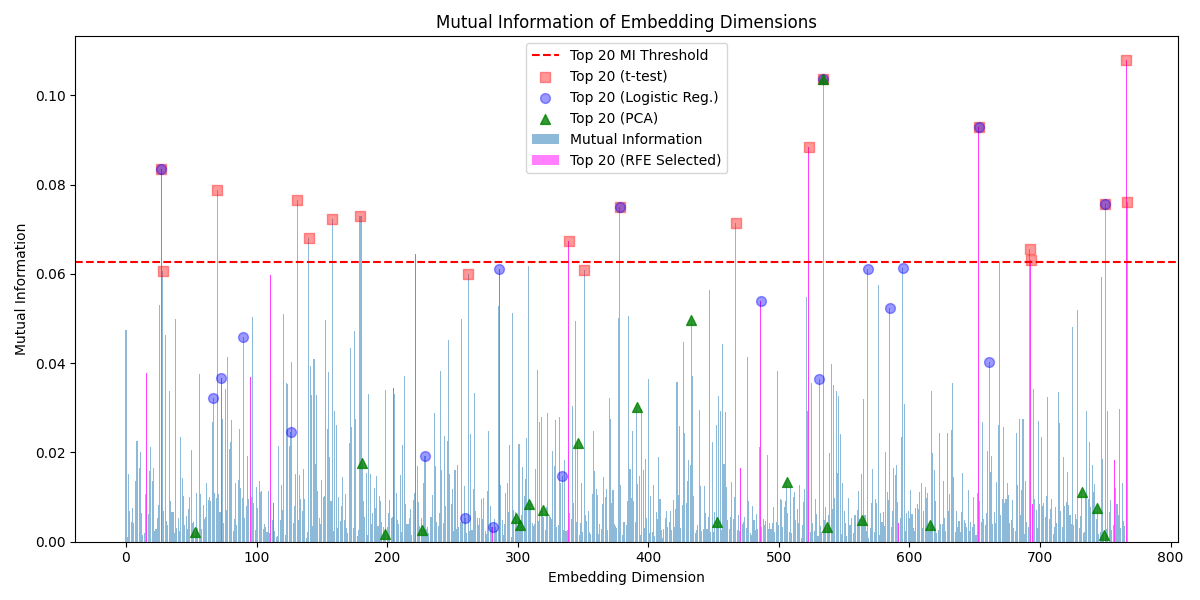 Mutual Information of Embedding Dimensions
Top 20 MI Threshold
Top 20 (t-test)
Top 20 (Logistic Reg.)
Top 20 (PCA)
Mutual Information
Top 20 (RFE Selected)
Mutual Information
0.10
0.08
0.06
0.04
0.02
0.00
0 100 200 300 400 500 600 700 800
Embedding Dimension